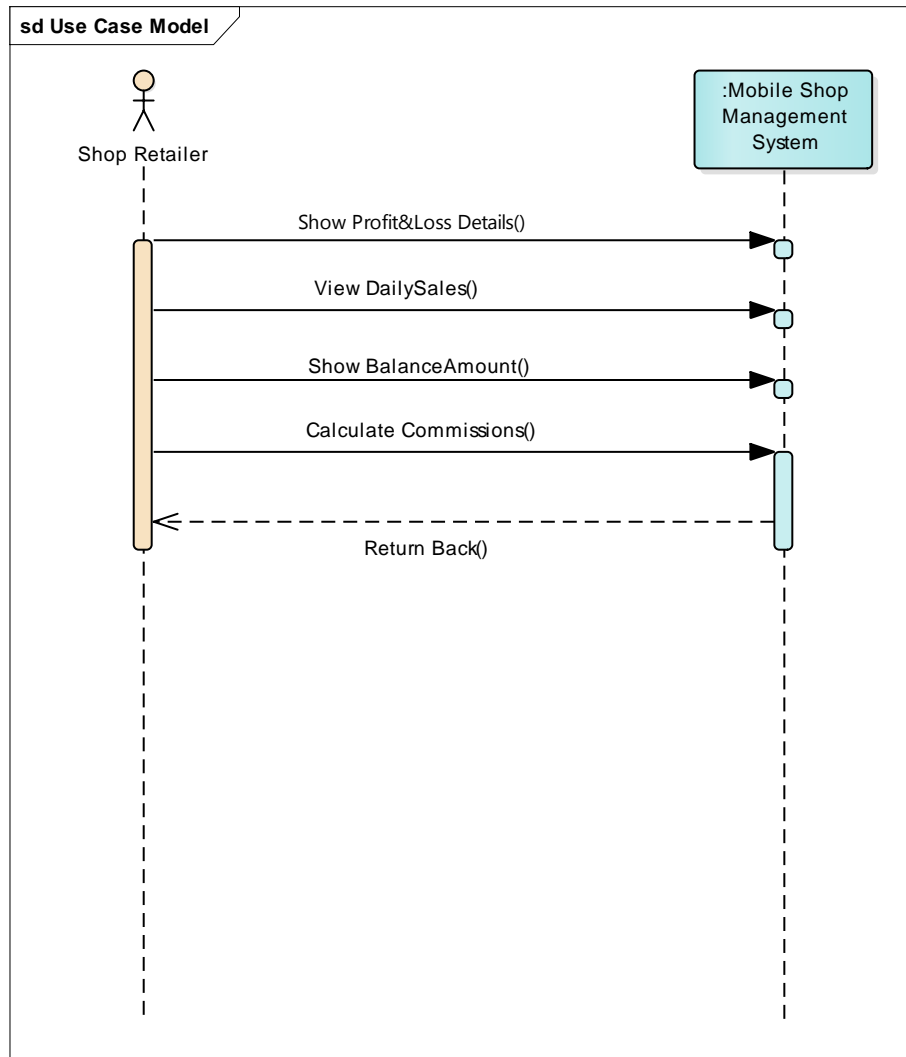 sd Use Case Model
Shop Retailer
:Mobile Shop
Management
System
Show Profit&Loss Details()
View DailySales()
Show BalanceAmount()
Calculate Commissions()
Return Back()